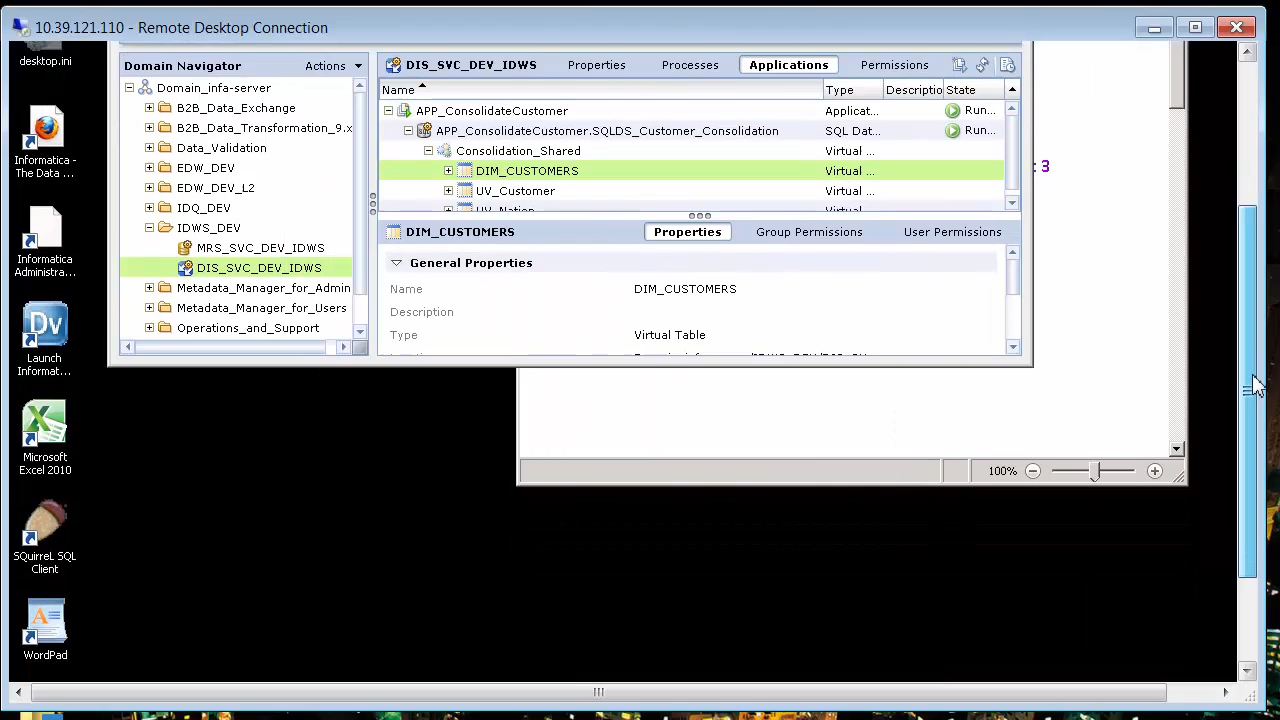 10.39.121.110 - Remote Desktop Connection
desktop.ini
Informatica -
The Data ...
Informatica
Administra...
Launch
Informat...
Microsoft
Excel 2010
SQuirreL SQL
Client
WordPad
Domain Navigator Actions
Domain_infa-server
B2B_Data_Exchange
B2B_Data_Transformation_9.x
Data_Validation
EDW_DEV
EDW_DEV_L2
IDQ_DEV
IDWS_DEV
MRS_SVC_DEV_IDWS
DIS_SVC_DEV_IDWS
Metadata_Manager_for_Admin
Metadata_Manager_for_Users
Operations_and_Support
DIS_SVC_DEV_IDWS Properties Processes Applications Permissions
Name Type Descriptio State
APP_ConsolidateCustomer Applicat... Run...
APP_ConsolidateCustomer.SQLDS_Customer_Consolidation SQL Dat... Run...
Consolidation_Shared Virtual ...
DIM_CUSTOMERS Virtual ...
UV_Customer Virtual ...
UV_Nation Virtual ...
DIM_CUSTOMERS Properties Group Permissions User Permissions
General Properties
Name DIM_CUSTOMERS
Description
Type Virtual Table
: 3
100%